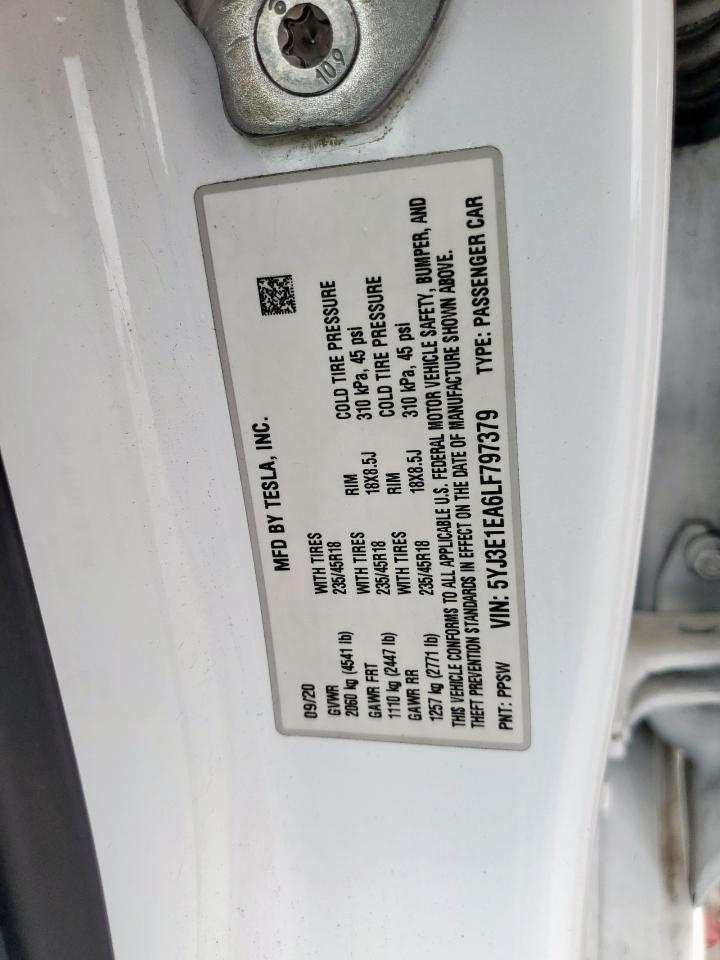 10.9
MFD BY TESLA, INC.
09/20
GVWR WITH TIRES RIM COLD TIRE PRESSURE
2060 kg (4541 lb) 235/45R18 18X8.5J 310 kPa, 45 psi
GAWR FRT WITH TIRES RIM COLD TIRE PRESSURE
1110 kg (2447 lb) 235/45R18 18X8.5J 310 kPa, 45 psi
GAWR RR WITH TIRES
1257 kg (2771 lb) 235/45R18
THIS VEHICLE CONFORMS TO ALL APPLICABLE U.S. FEDERAL MOTOR VEHICLE SAFETY, BUMPER, AND
THEFT PREVENTION STANDARDS IN EFFECT ON THE DATE OF MANUFACTURE SHOWN ABOVE.
PNT: PPSW VIN: 5YJ3E1EA6LF797379 TYPE: PASSENGER CAR